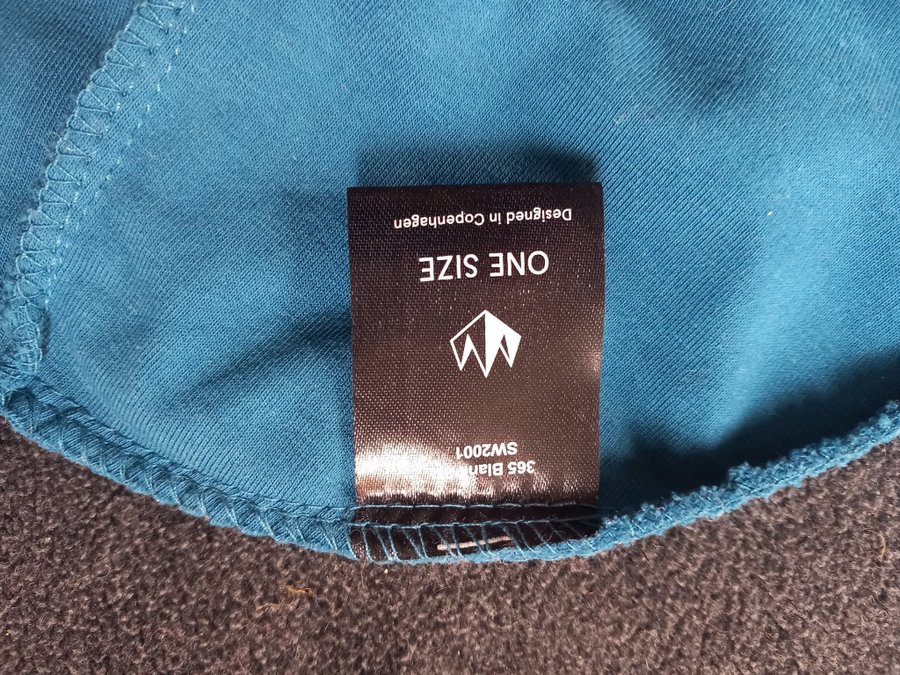 365
SW2001
ONE SIZE
Designed in Copenhagen